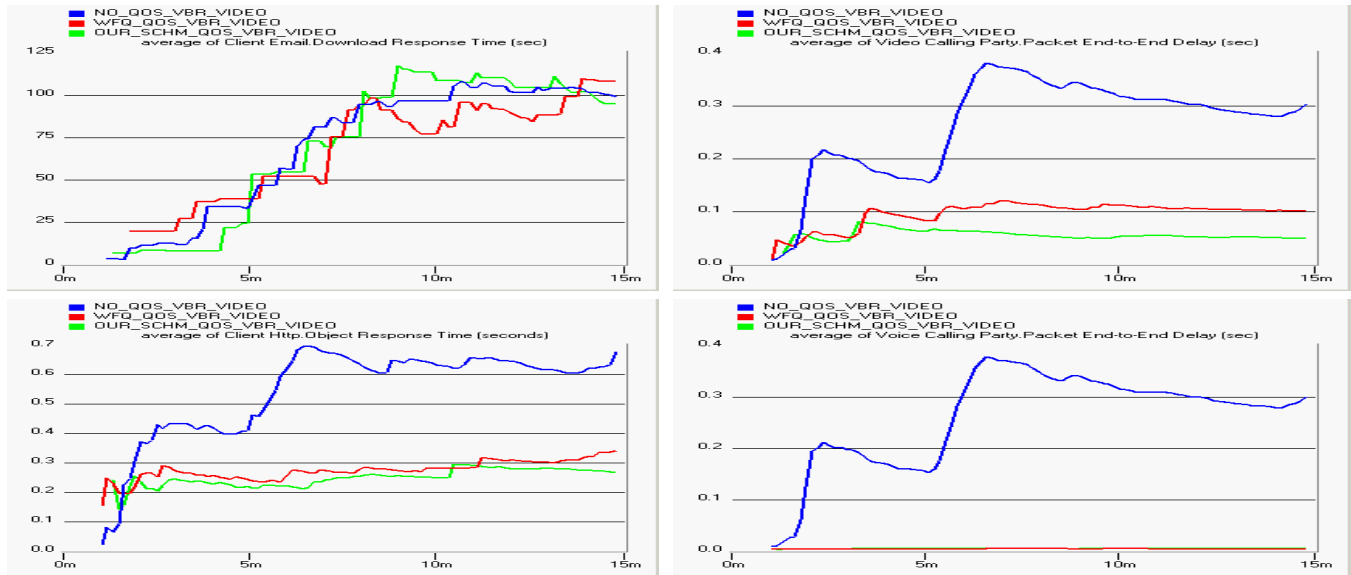 NO_QOS_VBR_VIDEO
WFQ_QOS_VBR_VIDEO
OUR_SCHM_QOS_VBR_VIDEO
average of Client Email.Download Response Time (sec)
125
100
75
50
25
0
0m 5m 10m 15m
NO_QOS_VBR_VIDEO
WFQ_QOS_VBR_VIDEO
OUR_SCHM_QOS_VBR_VIDEO
average of Video Calling Party.Packet End-to-End Delay (sec)
0.4
0.3
0.2
0.1
0.0
0m 5m 10m 15m
NO_QOS_VBR_VIDEO
WFQ_QOS_VBR_VIDEO
OUR_SCHM_QOS_VBR_VIDEO
average of Client Http.Object Response Time (seconds)
0.7
0.6
0.5
0.4
0.3
0.2
0.1
0.0
0m 5m 10m 15m
NO_QOS_VBR_VIDEO
WFQ_QOS_VBR_VIDEO
OUR_SCHM_QOS_VBR_VIDEO
average of Voice Calling Party.Packet End-to-End Delay (sec)
0.4
0.3
0.2
0.1
0.0
0m 5m 10m 15m